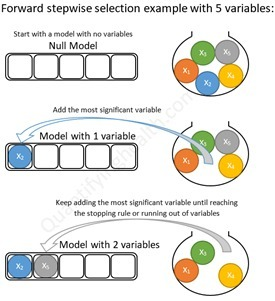 Forward stepwise selection example with 5 variables:
Start with a model with no variables
Null Model
X3
X5
X1
X2
X4
Add the most significant variable
Model with 1 variable
X2
X3
X5
X1
X4
Keep adding the most significant variable until reaching
the stopping rule or running out of variables
Model with 2 variables
X2
X5
X3
X1
X4